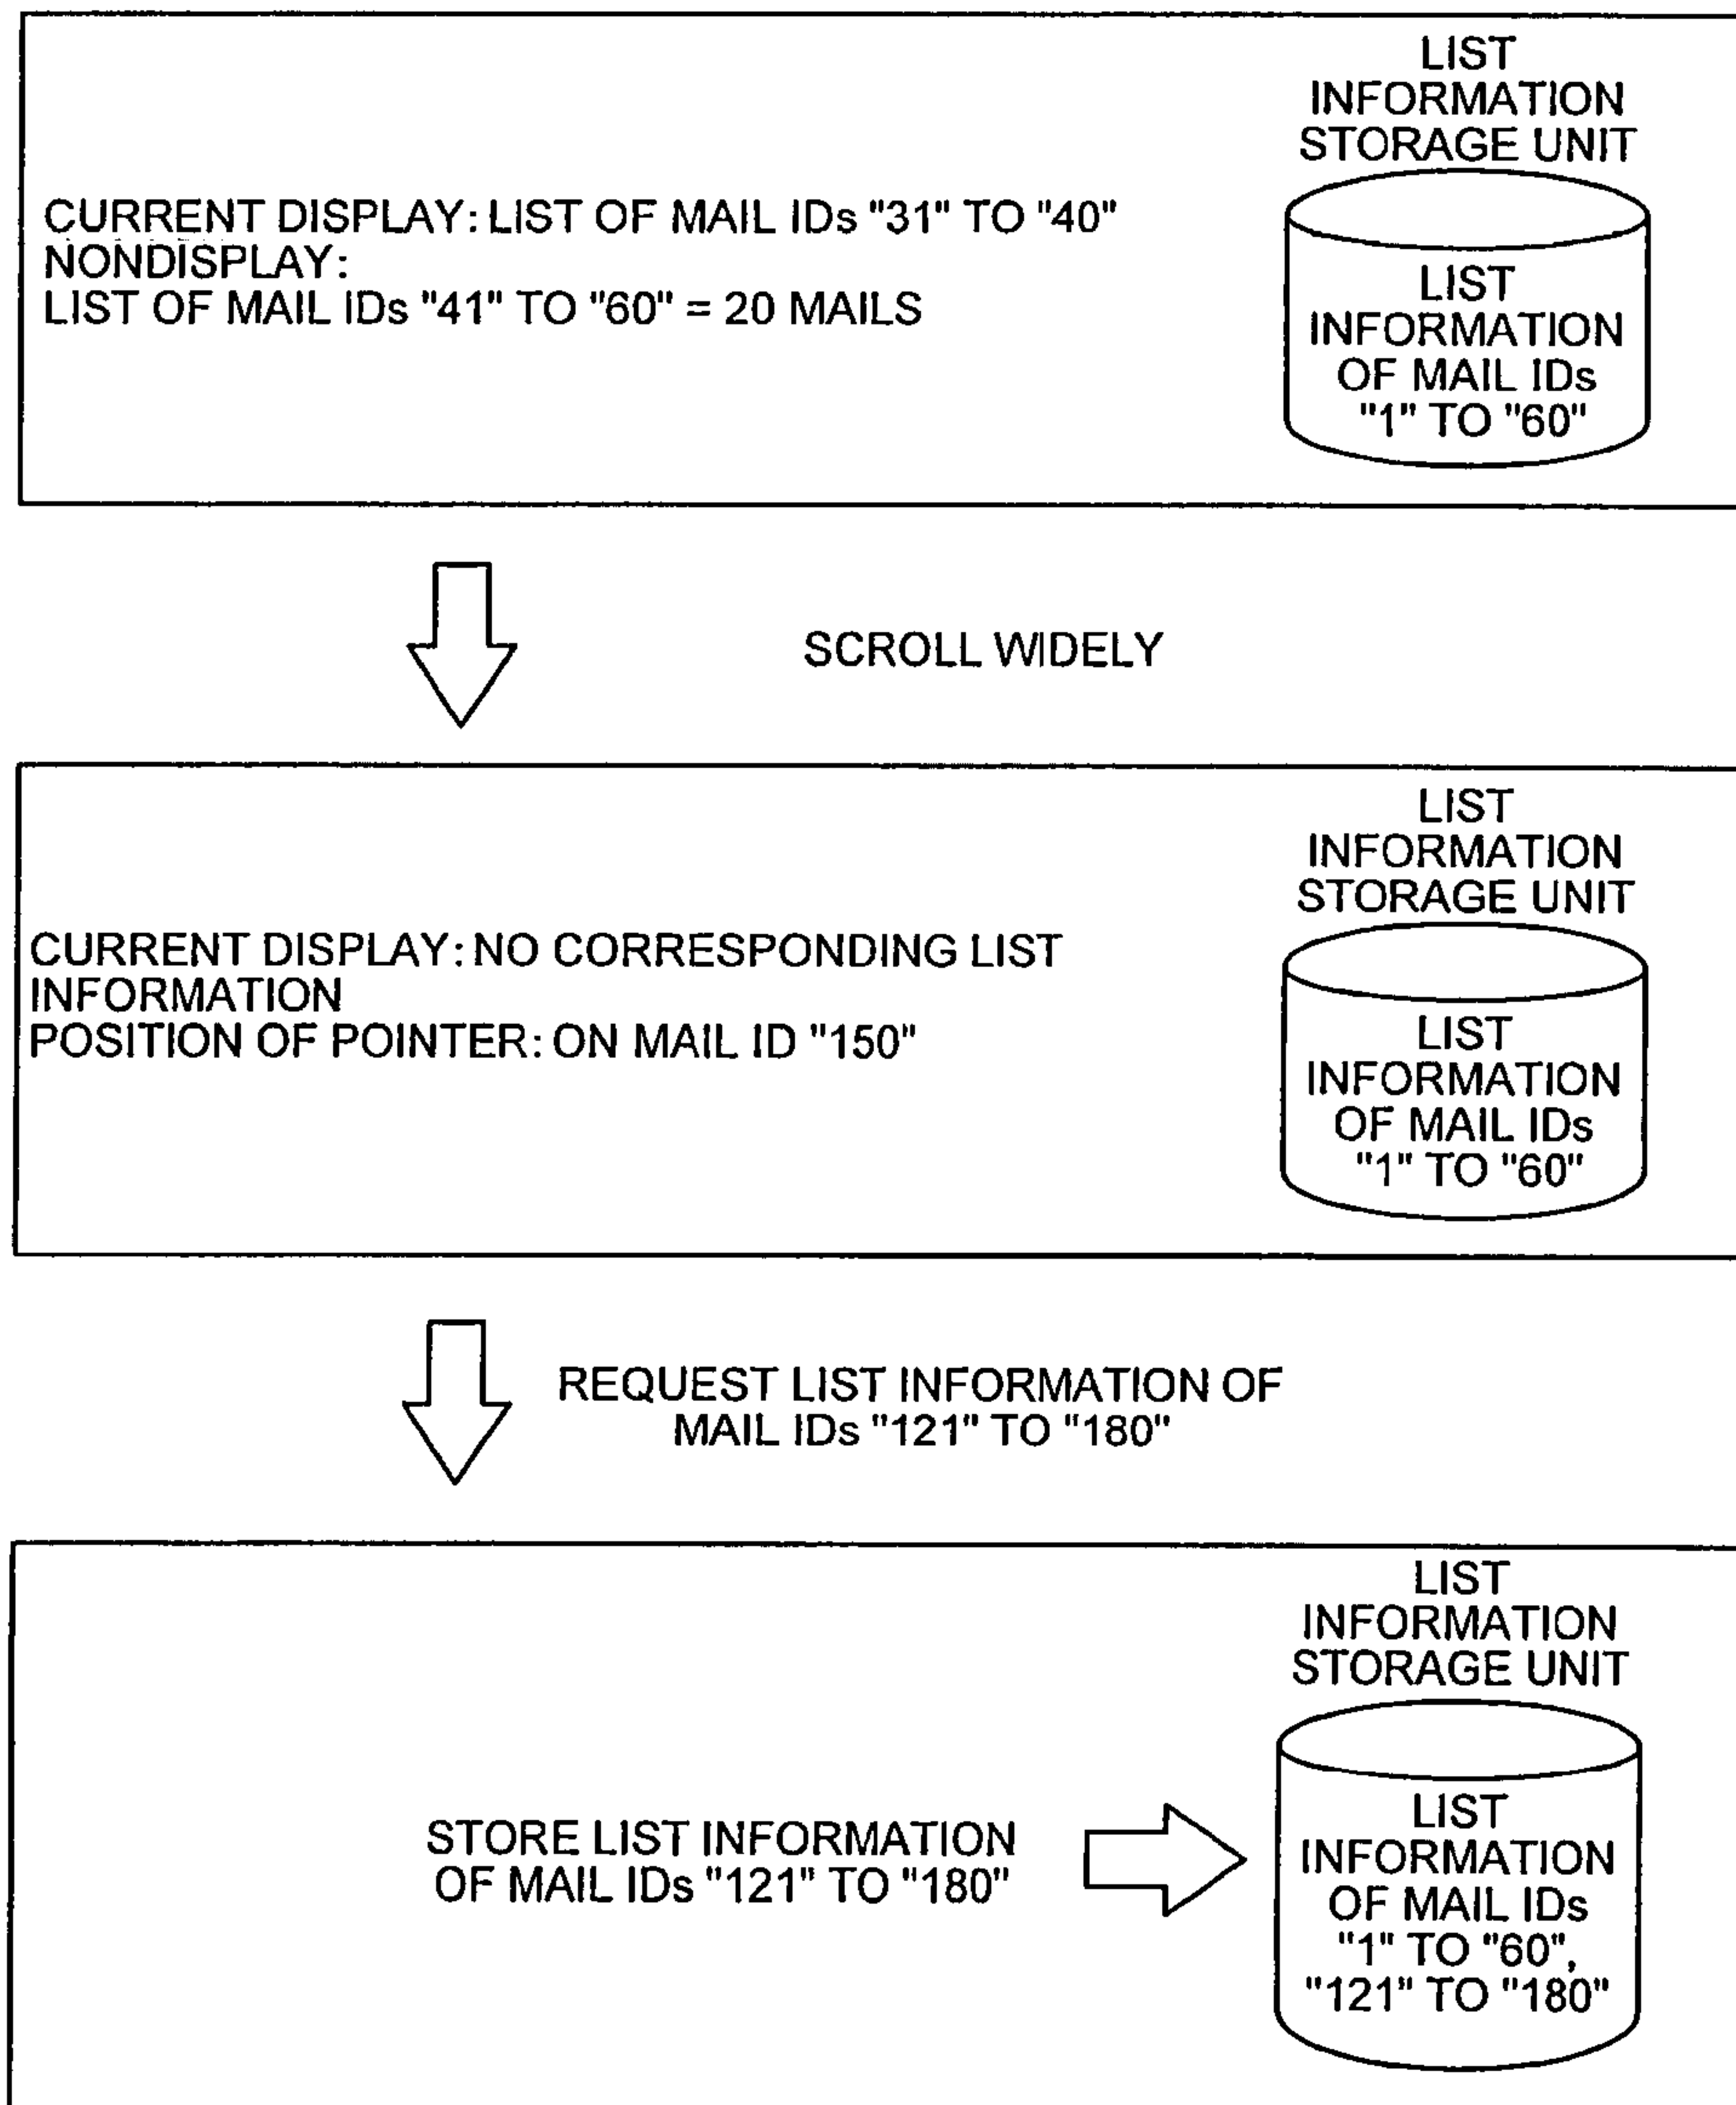 LIST
INFORMATION
STORAGE UNIT
CURRENT DISPLAY: LIST OF MAIL IDs "31" TO "40"
NONDISPLAY:
LIST OF MAIL IDs "41" TO "60" = 20 MAILS
LIST
INFORMATION
OF MAIL IDs
"1" TO "60"
SCROLL WIDELY
LIST
INFORMATION
STORAGE UNIT
CURRENT DISPLAY: NO CORRESPONDING LIST
INFORMATION
POSITION OF POINTER: ON MAIL ID "150"
LIST
INFORMATION
OF MAIL IDs
"1" TO "60"
REQUEST LIST INFORMATION OF
MAIL IDs "121" TO "180"
LIST
INFORMATION
STORAGE UNIT
STORE LIST INFORMATION
OF MAIL IDs "121" TO "180"
LIST
INFORMATION
OF MAIL IDs
"1" TO "60",
"121" TO "180"